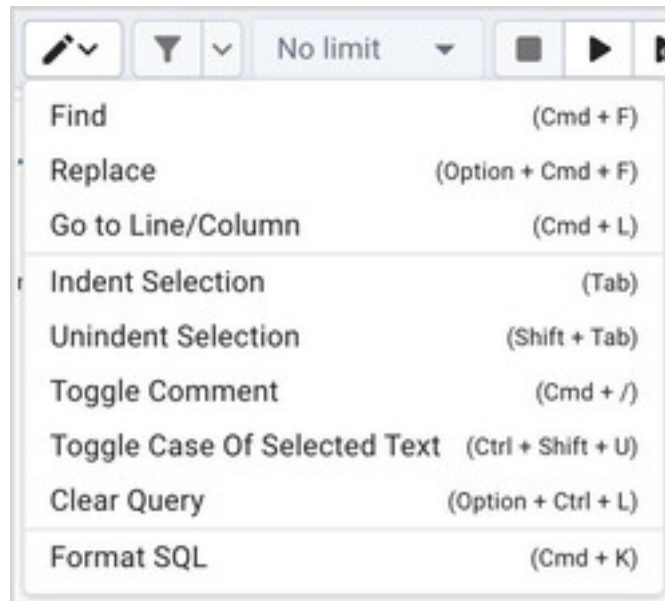 No limit
Find (Cmd + F)
Replace (Option + Cmd + F)
Go to Line/Column (Cmd + L)
Indent Selection (Tab)
Unindent Selection (Shift + Tab)
Toggle Comment (Cmd + /)
Toggle Case Of Selected Text (Ctrl + Shift + U)
Clear Query (Option + Ctrl + L)
Format SQL (Cmd + K)